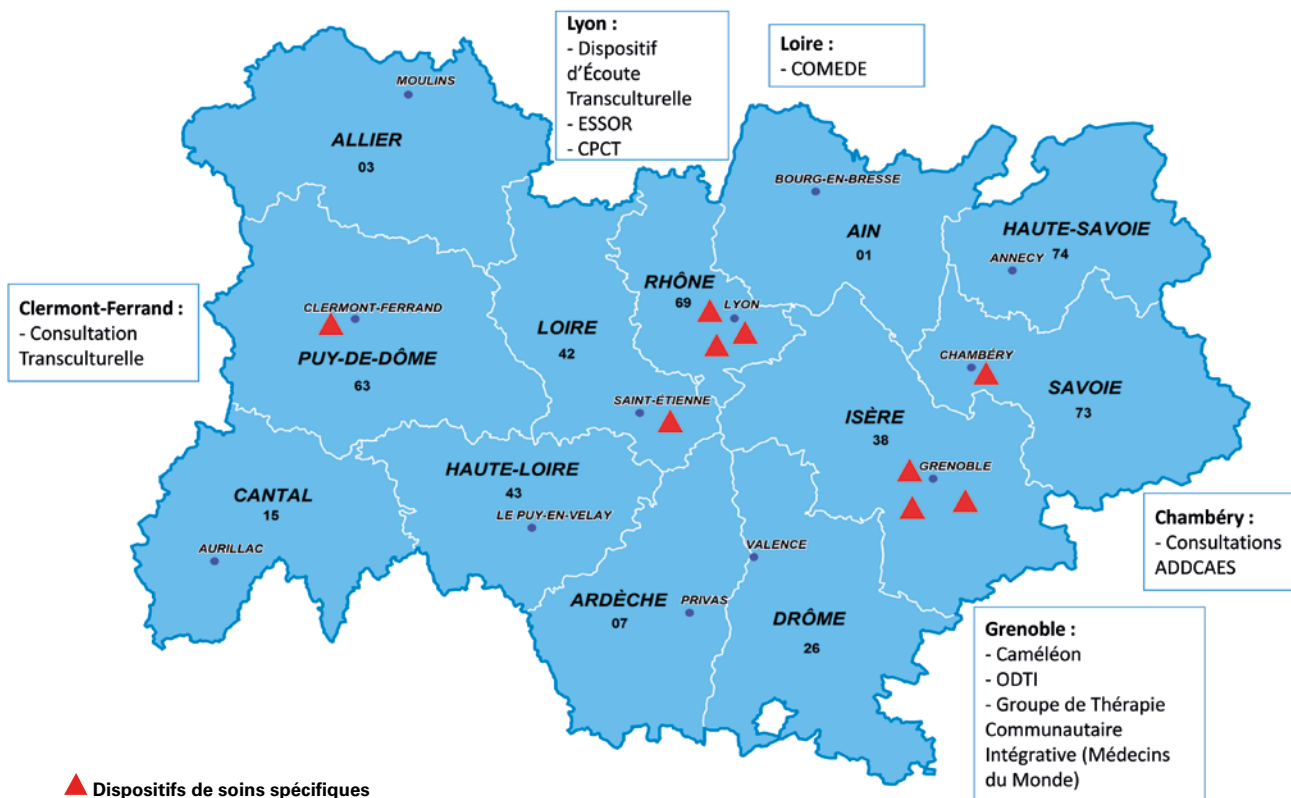 Lyon :
- Dispositif
d'Écoute
Transculturelle
- ESSOR
- CPCT
Loire :
- COMEDE
MOULINS
ALLIER
03
BOURG-EN-BRESSE
AIN
01
HAUTE-SAVOIE
74
ANNECY
Clermont-Ferrand :
- Consultation
Transculturelle
CLERMONT-FERRAND
PUY-DE-DÔME
63
LOIRE
42
SAINT-ÉTIENNE
RHÔNE
69
LYON
CHAMBÉRY
SAVOIE
73
ISÈRE
38
GRENOBLE
CANTAL
15
AURILLAC
HAUTE-LOIRE
43
LE PUY-EN-VELAY
VALENCE
ARDÈCHE
07
PRIVAS
DRÔME
26
Chambéry :
- Consultations
ADDCAES
Grenoble :
- Caméléon
- ODTI
- Groupe de Thérapie
Communautaire
Intégrative (Médecins
du Monde)
Dispositifs de soins spécifiques